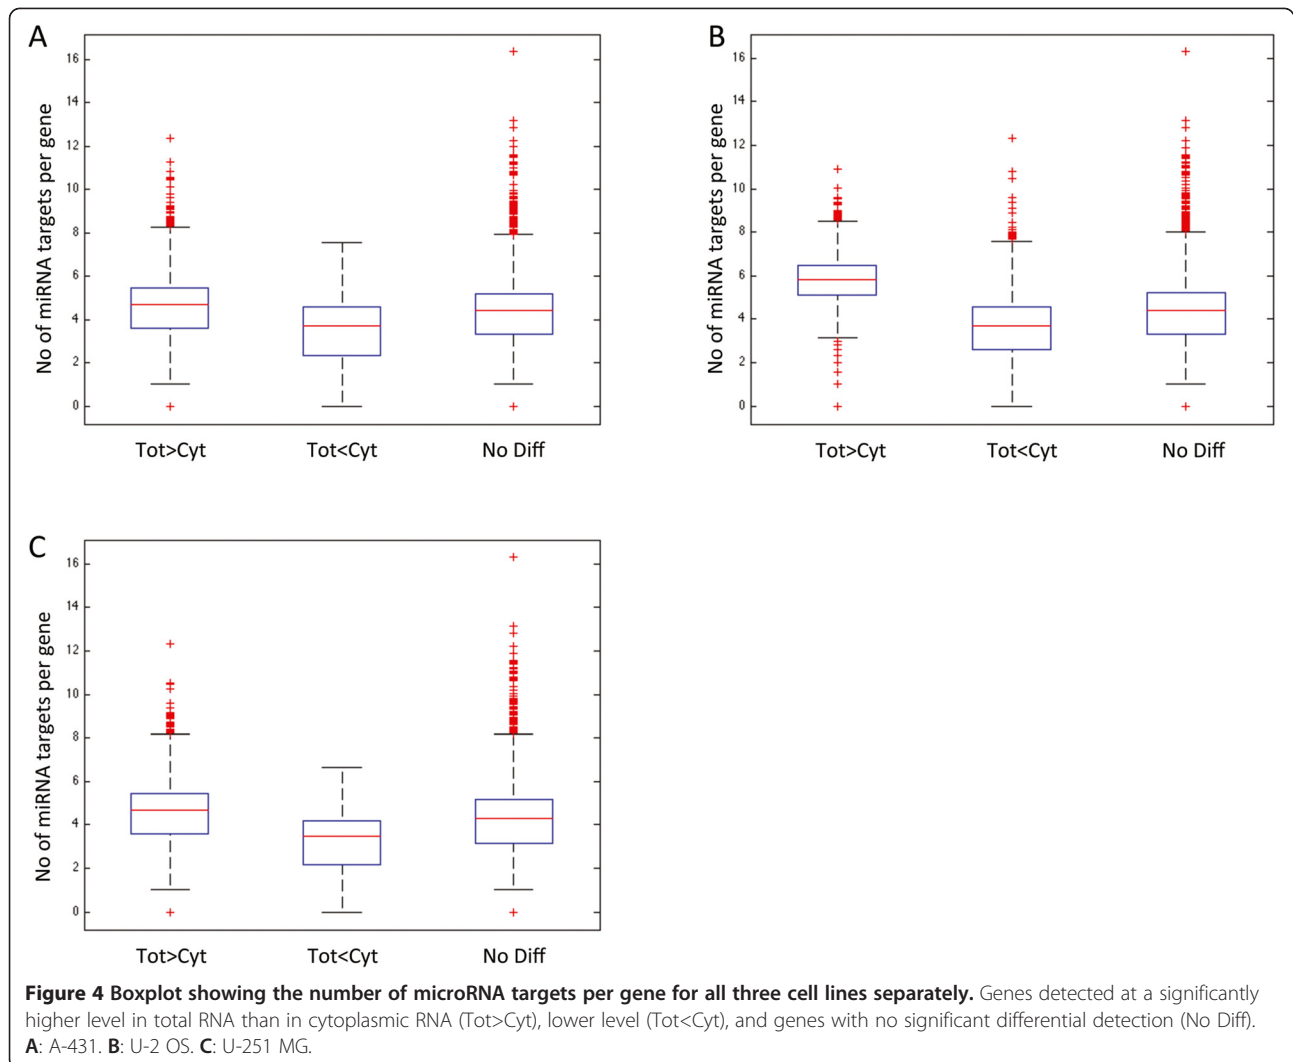 A
No of miRNA targets per gene
16
14
12
10
8
6
4
2
0
Tot>Cyt Tot<Cyt No Diff
B
No of miRNA targets per gene
16
14
12
10
8
6
4
2
0
Tot>Cyt Tot<Cyt No Diff
C
No of miRNA targets per gene
16
14
12
10
8
6
4
2
0
Tot>Cyt Tot<Cyt No Diff
Figure 4 Boxplot showing the number of microRNA targets per gene for all three cell lines separately. Genes detected at a significantly
higher level in total RNA than in cytoplasmic RNA (Tot>Cyt), lower level (Tot<Cyt), and genes with no significant differential detection (No Diff).
A: A-431. B: U-2 OS. C: U-251 MG.